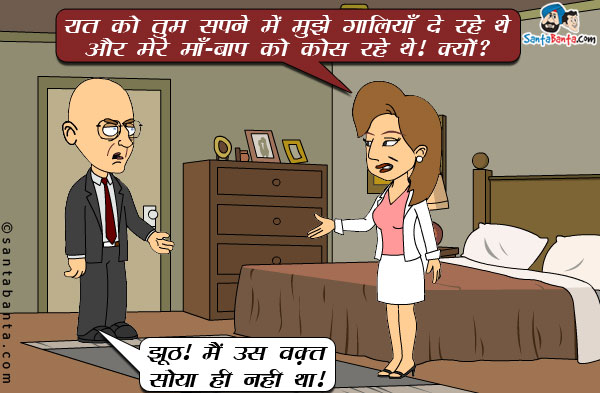 रात को तुम सपने में मुझे गालियाँ दे रहे थे
और मेरे माँ-बाप को कोस रहे थे! क्यों?
SantaBanta.com
झूठ! मैं उस वक़्त
सोया ही नहीं था!
©santabanta.com